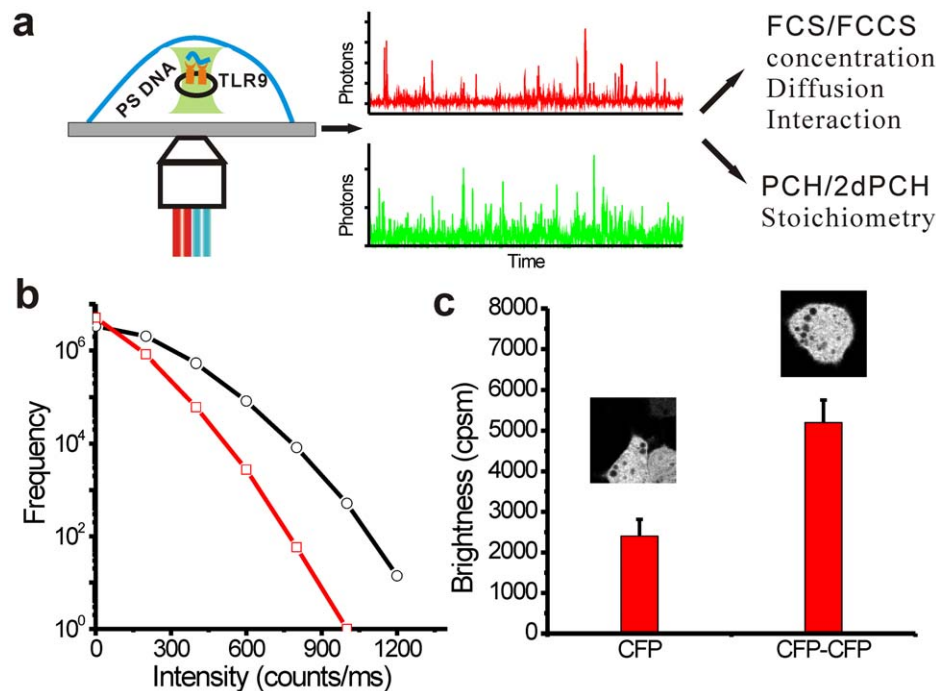 a
PS DNA
TLR9
Photons
Photons
Time
FCS/FCCS
concentration
Diffusion
Interaction
PCH/2dPCH
Stoichiometry
b
Frequency
10^6
10^4
10^2
10^0
0 300 600 900 1200
Intensity (counts/ms)
c
Brightness (cpsm)
8000
7000
6000
5000
4000
3000
2000
1000
0
CFP CFP-CFP